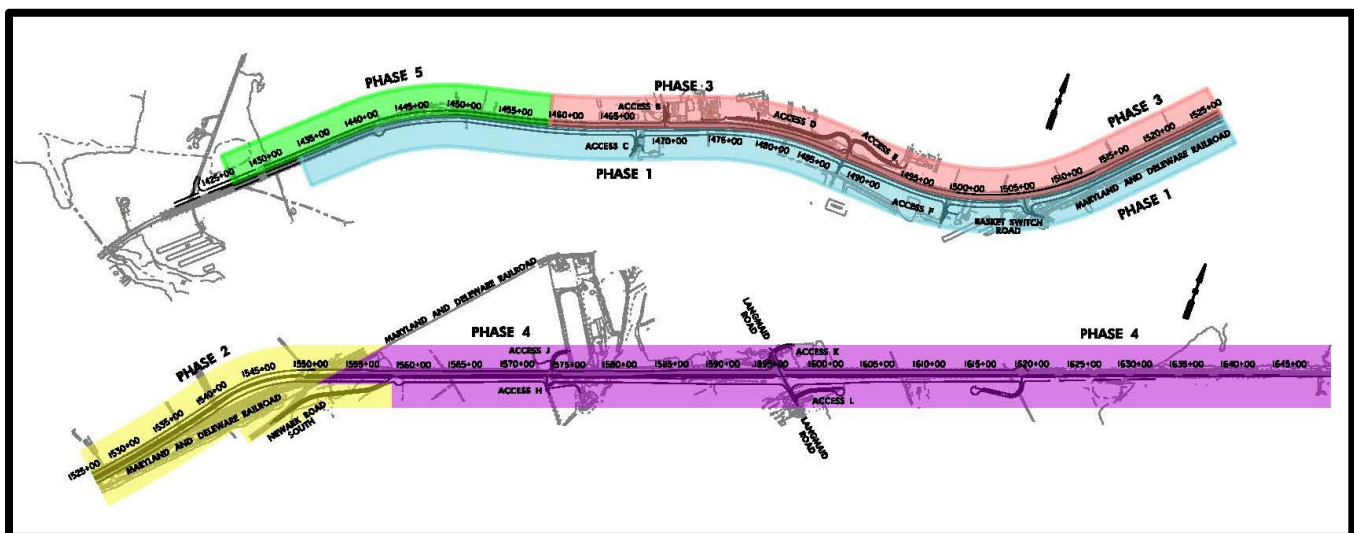 PHASE 5
PHASE 3
PHASE 3
1425+00
1430+00
1435+00
1440+00
1445+00
1450+00
1455+00
1460+00
1465+00
ACCESS B
ACCESS D
ACCESS C
1470+00
1476+00
1480+00
1485+00
1490+00
1495+00
1500+00
1505+00
1510+00
1515+00
1520+00
1525+00
PHASE 1
ACCESS F
BASKET SWITCH
ROAD
MARYLAND AND DELEWARE RAILROAD
PHASE 1
MARYLAND AND DELEWARE RAILROAD
PHASE 2
PHASE 4
LANGMAID
ROAD
PHASE 4
ACCESS J
ACCESS K
1525+00
1530+00
1535+00
1540+00
1545+00
1550+00
1555+00
1560+00
1565+00
1570+00
1575+00
1580+00
1585+00
1590+00
1595+00
1600+00
1605+00
1610+00
1615+00
1620+00
1625+00
1630+00
1635+00
1640+00
1645+00
MARYLAND AND DELEWARE RAILROAD
NEWARK ROAD
SOUTH
ACCESS H
ACCESS L
LANGMAID
ROAD